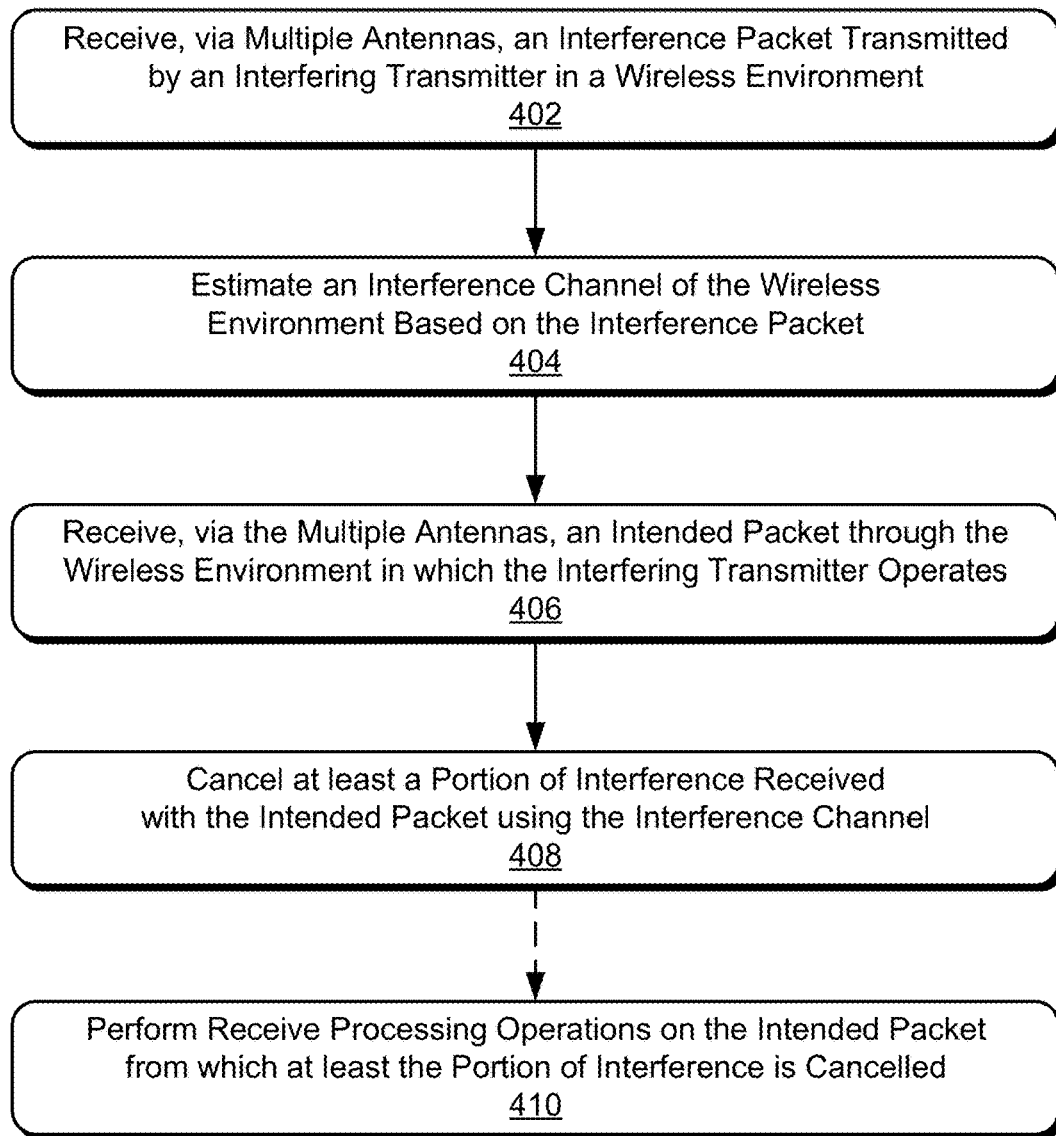 Receive, via Multiple Antennas, an Interference Packet Transmitted
by an Interfering Transmitter in a Wireless Environment
402
Estimate an Interference Channel of the Wireless
Environment Based on the Interference Packet
404
Receive, via the Multiple Antennas, an Intended Packet through the
Wireless Environment in which the Interfering Transmitter Operates
406
Cancel at least a Portion of Interference Received
with the Intended Packet using the Interference Channel
408
Perform Receive Processing Operations on the Intended Packet
from which at least the Portion of Interference is Cancelled
410